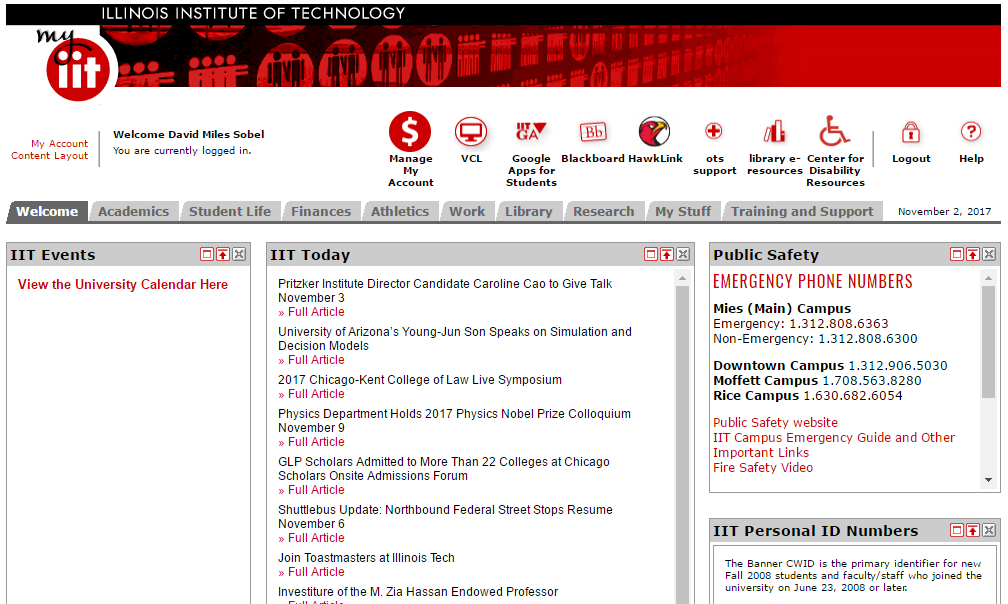 ILLINOIS INSTITUTE OF TECHNOLOGY
my
iit
My Account
Content Layout
Welcome David Miles Sobel
You are currently logged in.
$
Manage
My
Account
VCL
IIT
GA
Google
Apps for
Students
Bb
Blackboard
HawkLink
ots
support
library e-
resources
Center for
Disability
Resources
Logout
?
Help
Welcome
Academics
Student Life
Finances
Athletics
Work
Library
Research
My Stuff
Training and Support
November 2, 2017
IIT Events
View the University Calendar Here
IIT Today
Pritzker Institute Director Candidate Caroline Cao to Give Talk
November 3
» Full Article
University of Arizona's Young-Jun Son Speaks on Simulation and
Decision Models
» Full Article
2017 Chicago-Kent College of Law Live Symposium
» Full Article
Physics Department Holds 2017 Physics Nobel Prize Colloquium
November 9
» Full Article
GLP Scholars Admitted to More Than 22 Colleges at Chicago
Scholars Onsite Admissions Forum
» Full Article
Shuttlebus Update: Northbound Federal Street Stops Resume
November 6
» Full Article
Join Toastmasters at Illinois Tech
» Full Article
Investiture of the M. Zia Hassan Endowed Professor
» Full Article
Public Safety
EMERGENCY PHONE NUMBERS
Mies (Main) Campus
Emergency: 1.312.808.6363
Non-Emergency: 1.312.808.6300
Downtown Campus 1.312.906.5030
Moffett Campus 1.708.563.8280
Rice Campus 1.630.682.6054
Public Safety website
IIT Campus Emergency Guide and Other
Important Links
Fire Safety Video
IIT Personal ID Numbers
The Banner CWID is the primary identifier for new
Fall 2008 students and faculty/staff who joined the
university on June 23, 2008 or later.